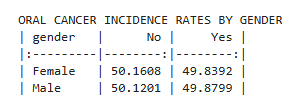 ORAL CANCER INCIDENCE RATES BY GENDER
| gender | No | Yes |
|:---------|--------:|--------:|
| Female | 50.1608 | 49.8392 |
| Male | 50.1201 | 49.8799 |